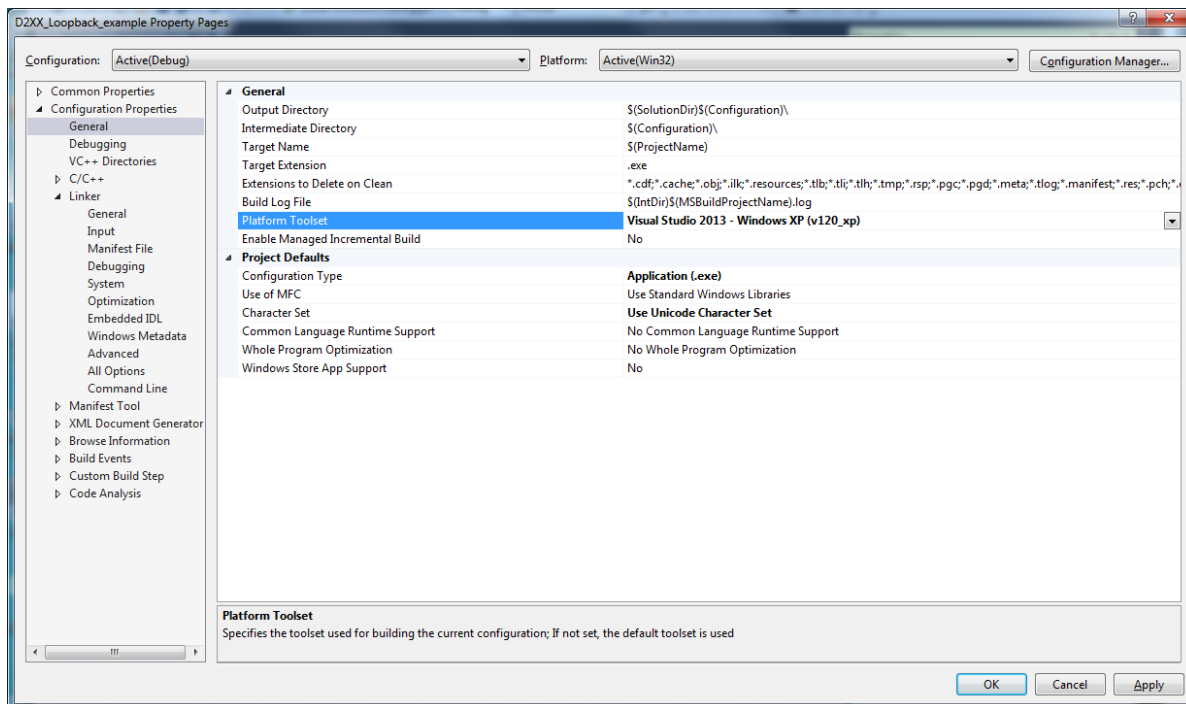 D2XX_Loopback_example Property Pages
Configuration: Active(Debug) Platform: Active(Win32) Configuration Manager...
Common Properties
Configuration Properties
General
Debugging
VC++ Directories
C/C++
Linker
General
Input
Manifest File
Debugging
System
Optimization
Embedded IDL
Windows Metadata
Advanced
All Options
Command Line
Manifest Tool
XML Document Generator
Browse Information
Build Events
Custom Build Step
Code Analysis
General
Output Directory $(SolutionDir)$(Configuration)\
Intermediate Directory $(Configuration)\
Target Name $(ProjectName)
Target Extension .exe
Extensions to Delete on Clean *.cdf;*.cache;*.obj;*.ilk;*.resources;*.tlb;*.tli;*.tlh;*.tmp;*.rsp;*.pgc;*.pgd;*.meta;*.tlog;*.manifest;*.res;*.pch;*.
Build Log File $(IntDir)$(MSBuildProjectName).log
Platform Toolset Visual Studio 2013 - Windows XP (v120_xp)
Enable Managed Incremental Build No
Project Defaults
Configuration Type Application (.exe)
Use of MFC Use Standard Windows Libraries
Character Set Use Unicode Character Set
Common Language Runtime Support No Common Language Runtime Support
Whole Program Optimization No Whole Program Optimization
Windows Store App Support No
Platform Toolset
Specifies the toolset used for building the current configuration; If not set, the default toolset is used
OK Cancel Apply